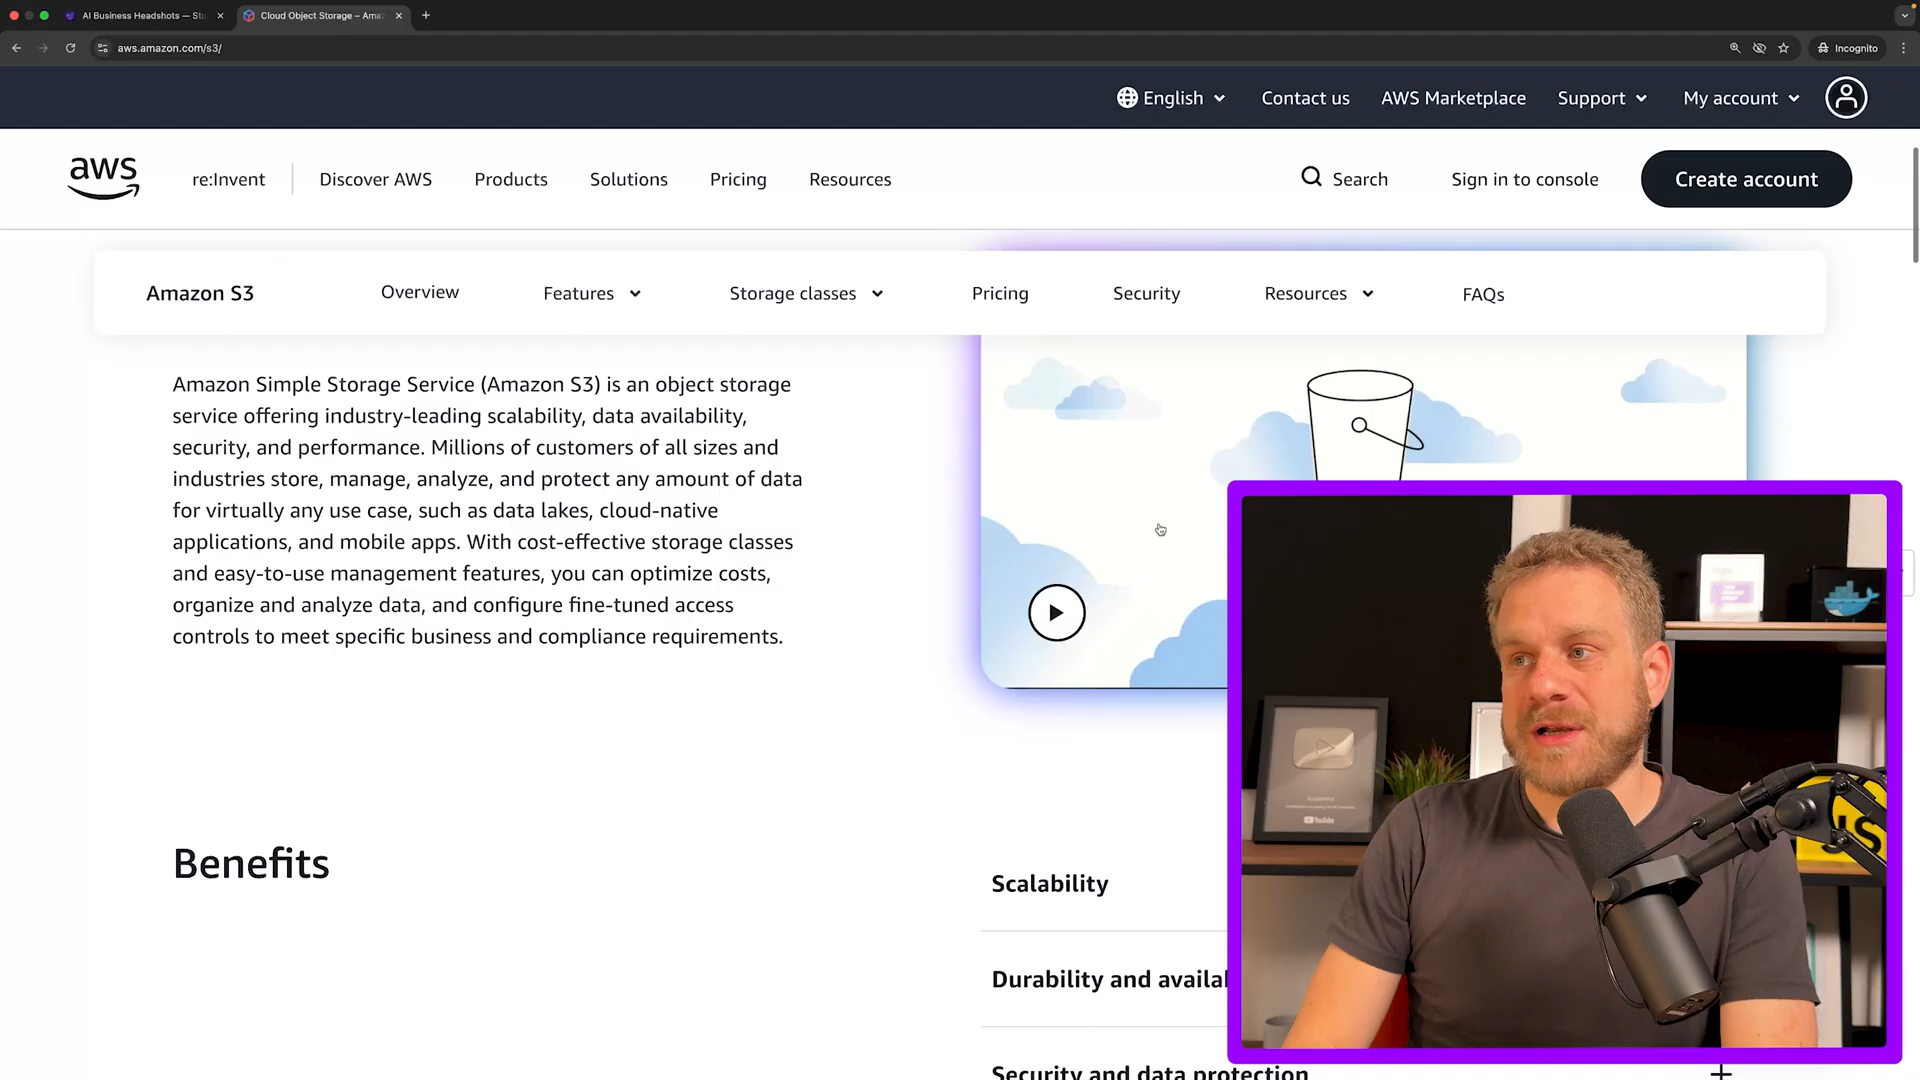 AI Business Headshots — Stu
Cloud Object Storage – Amaz
aws.amazon.com/s3/
Incognito
English
Contact us
AWS Marketplace
Support
My account
aws
re:Invent
Discover AWS
Products
Solutions
Pricing
Resources
Search
Sign in to console
Create account
Amazon S3
Overview
Features
Storage classes
Pricing
Security
Resources
FAQs
Amazon Simple Storage Service (Amazon S3) is an object storage
service offering industry-leading scalability, data availability,
security, and performance. Millions of customers of all sizes and
industries store, manage, analyze, and protect any amount of data
for virtually any use case, such as data lakes, cloud-native
applications, and mobile apps. With cost-effective storage classes
and easy-to-use management features, you can optimize costs,
organize and analyze data, and configure fine-tuned access
controls to meet specific business and compliance requirements.
Benefits
Scalability
Durability and availal
Security and data protection
YouTube
JS